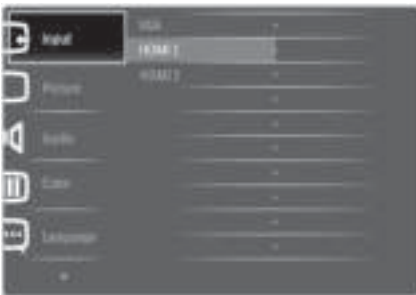 Input
VGA
HDMI 1
HDMI 2
Picture
Audio
Color
Language